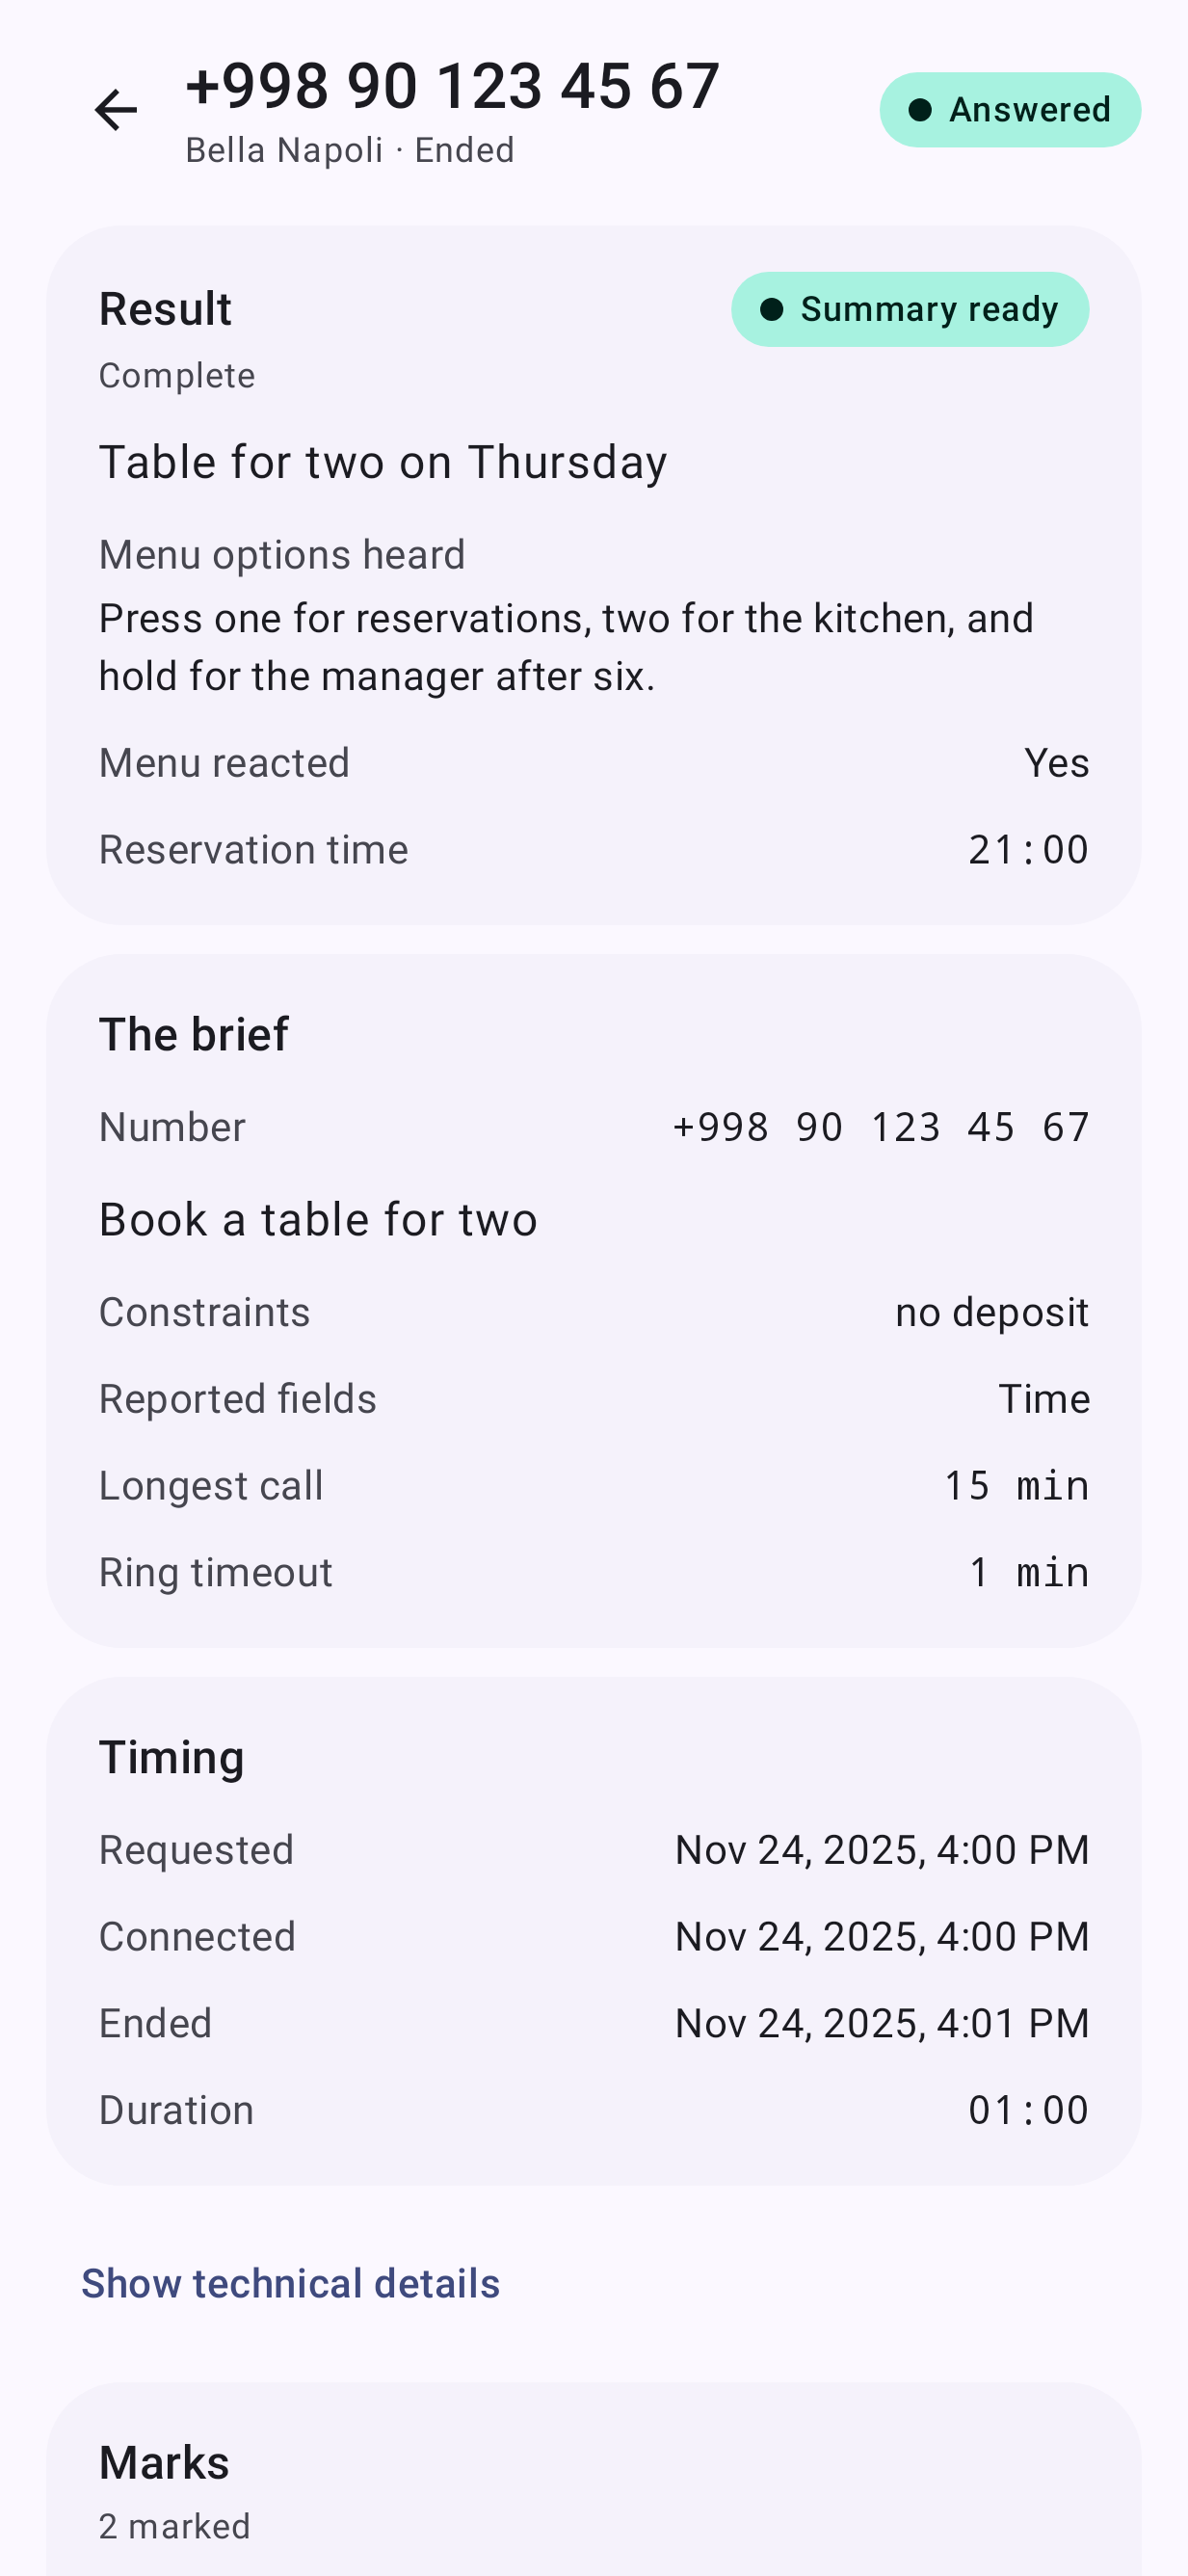 +998 90 123 45 67
Answered
Bella Napoli · Ended
Result
Summary ready
Complete
Table for two on Thursday
Menu options heard
Press one for reservations, two for the kitchen, and
hold for the manager after six.
Menu reacted Yes
Reservation time 21:00
The brief
Number +998 90 123 45 67
Book a table for two
Constraints no deposit
Reported fields Time
Longest call 15 min
Ring timeout 1 min
Timing
Requested Nov 24, 2025, 4:00 PM
Connected Nov 24, 2025, 4:00 PM
Ended Nov 24, 2025, 4:01 PM
Duration 01:00
Show technical details
Marks
2 marked